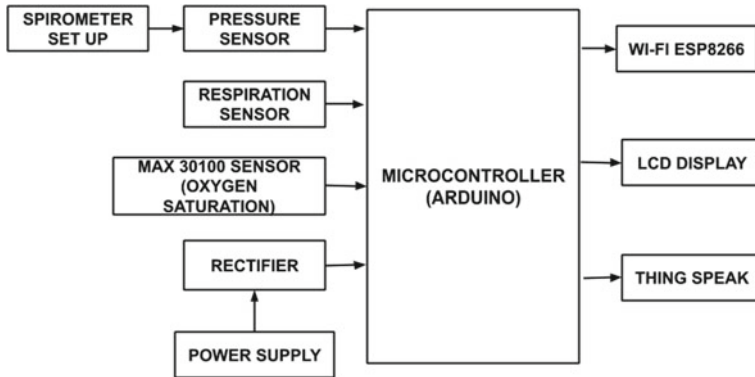 SPIROMETER
SET UP
PRESSURE
SENSOR
RESPIRATION
SENSOR
MAX 30100 SENSOR
(OXYGEN
SATURATION)
RECTIFIER
POWER SUPPLY
MICROCONTROLLER
(ARDUINO)
WI-FI ESP8266
LCD DISPLAY
THING SPEAK